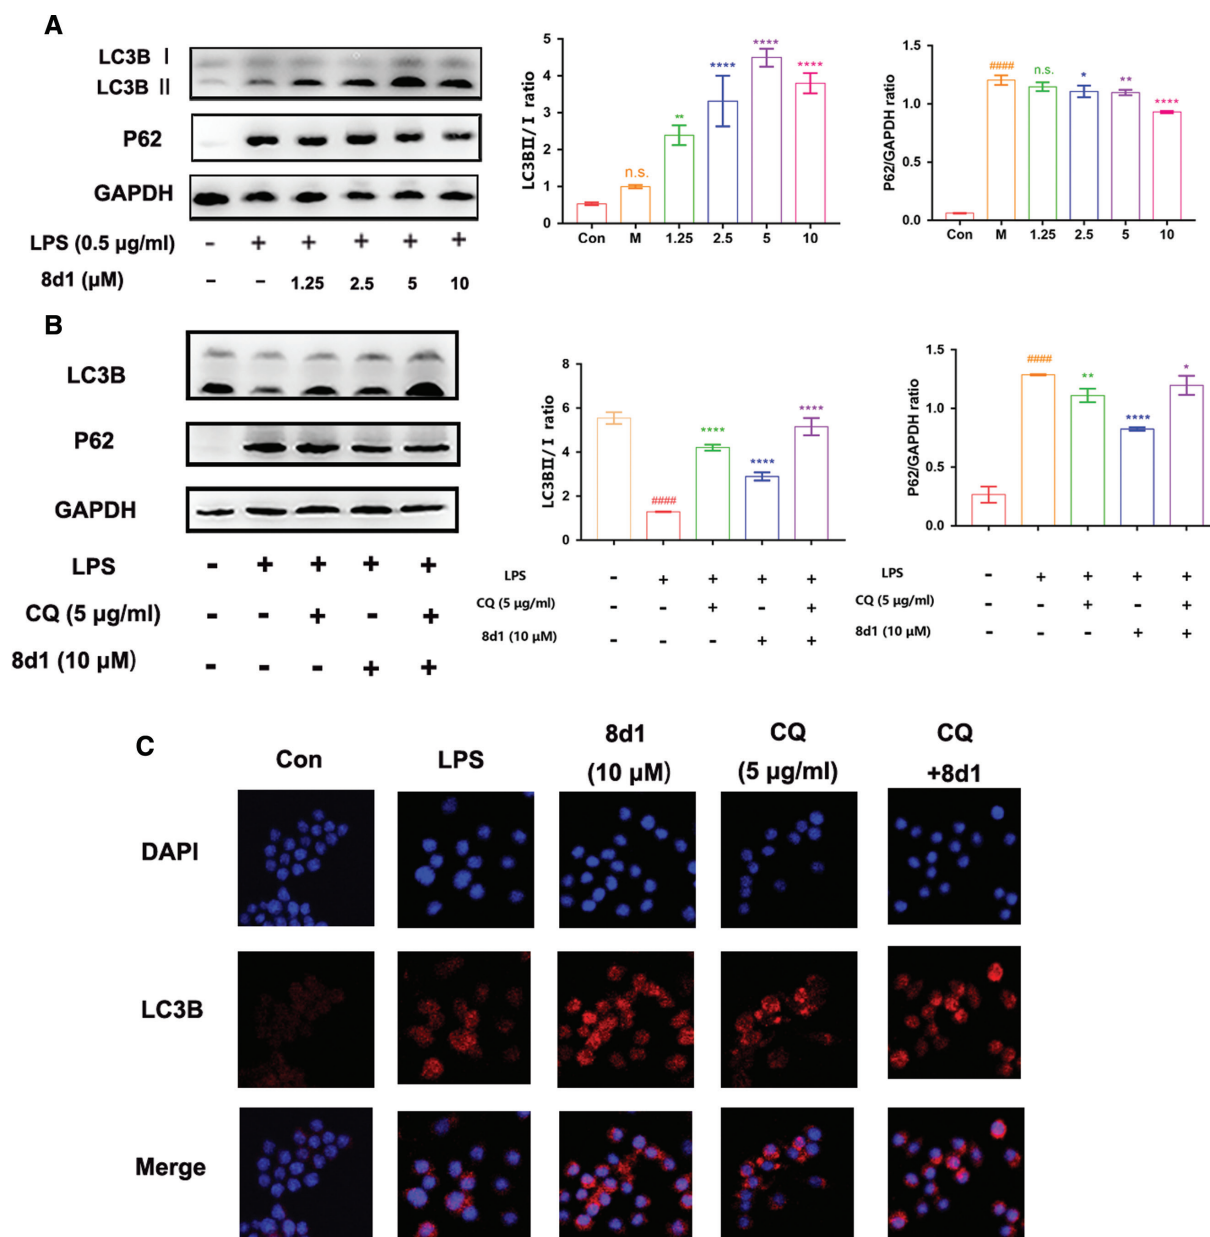 A
LC3B I
LC3B II
P62
GAPDH
LPS (0.5 µg/ml) - + + + + +
8d1 (µM) - - 1.25 2.5 5 10
LC3BII/I ratio
5
4
3
2
1
0
n.s.
**
****
****
****
Con M 1.25 2.5 5 10
P62/GAPDH ratio
1.5
1.0
0.5
0.0
####
n.s.
*
**
****
Con M 1.25 2.5 5 10
B
LC3B
P62
GAPDH
LPS - + + + +
CQ (5 µg/ml) - - + - +
8d1 (10 µM) - - - + +
LC3BII/I ratio
8
6
4
2
0
####
****
****
****
LPS - + + + +
CQ (5 µg/ml) - - + - +
8d1 (10 µM) - - - + +
P62/GAPDH ratio
1.5
1.0
0.5
0.0
####
**
****
*
LPS - + + + +
CQ (5 µg/ml) - - + - +
8d1 (10 µM) - - - + +
C
Con LPS 8d1 (10 µM) CQ (5 µg/ml) CQ +8d1
DAPI
LC3B
Merge